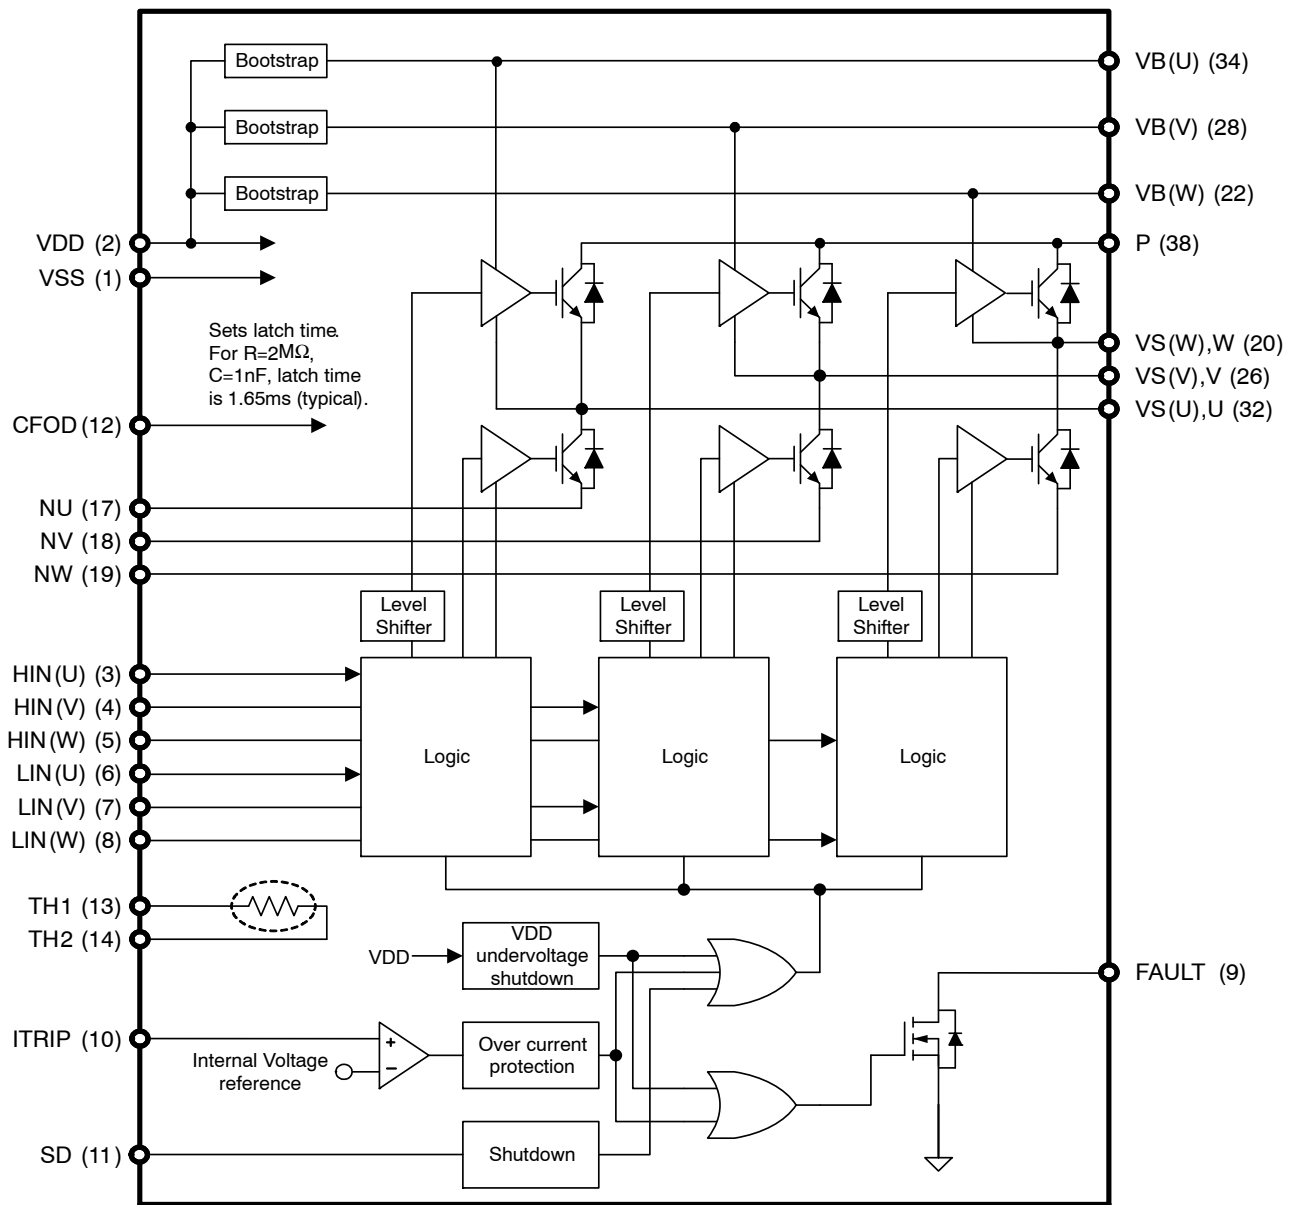 Bootstrap
VB(U) (34)
Bootstrap
VB(V) (28)
Bootstrap
VB(W) (22)
VDD (2)
P (38)
VSS (1)
Sets latch time.
For R=2MΩ,
C=1nF, latch time
is 1.65ms (typical).
VS(W),W (20)
VS(V),V (26)
VS(U),U (32)
CFOD (12)
NU (17)
NV (18)
NW (19)
Level
Shifter
Level
Shifter
Level
Shifter
HIN(U) (3)
HIN(V) (4)
HIN(W) (5)
LIN(U) (6)
LIN(V) (7)
LIN(W) (8)
Logic
Logic
Logic
TH1 (13)
TH2 (14)
VDD
VDD
undervoltage
shutdown
FAULT (9)
ITRIP (10)
+
−
Internal Voltage
reference
Over current
protection
SD (11)
Shutdown